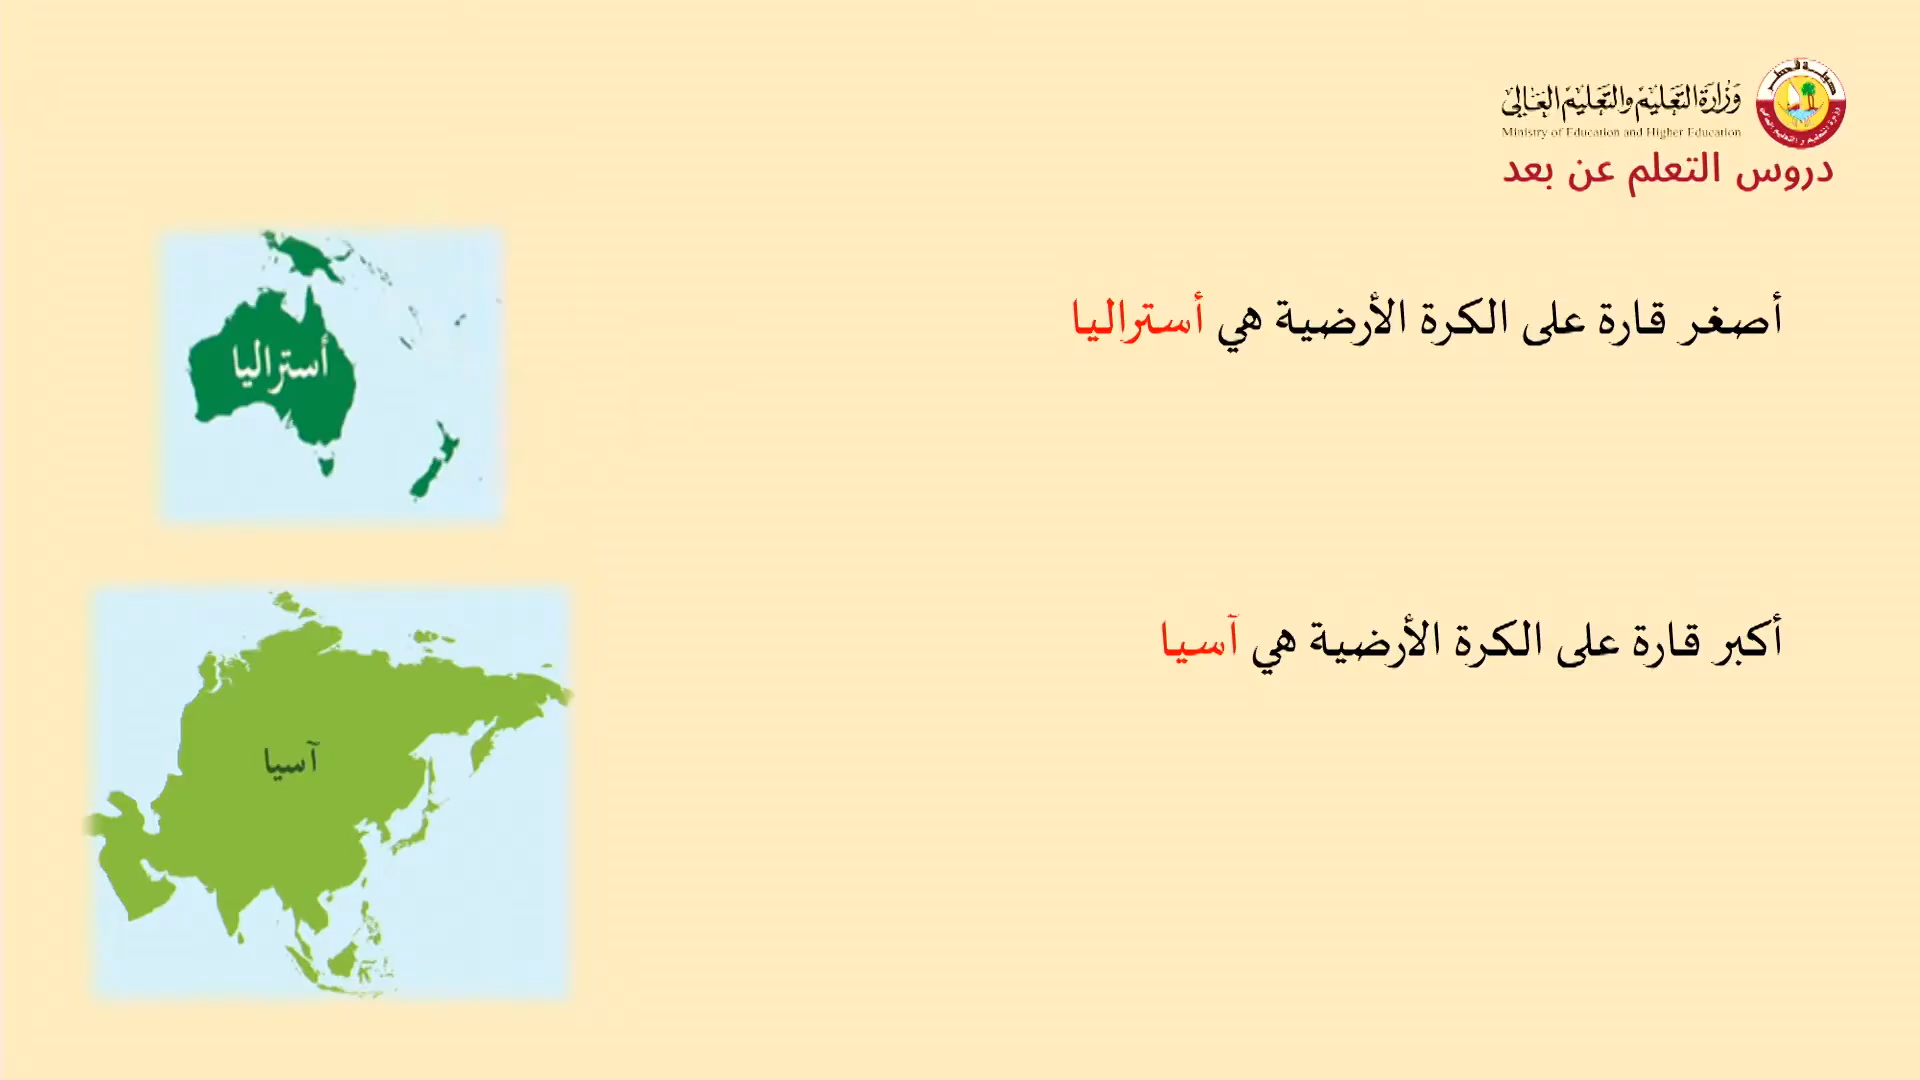 وزارة التعليم والتعليم العالي
Ministry of Education and Higher Education
دروس التعلم عن بعد
أصغر قارة على الكرة الأرضية هي أستراليا
أستراليا
أكبر قارة على الكرة الأرضية هي آسيا
آسيا